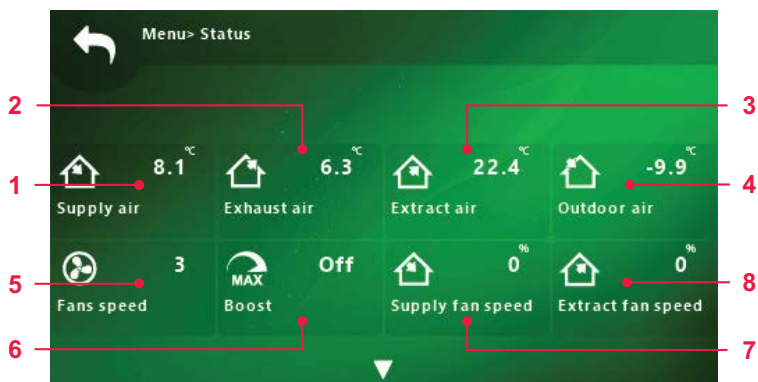 Menu> Status
2
3
1
4
8.1 °C
6.3 °C
22.4 °C
-9.9 °C
Supply air
Exhaust air
Extract air
Outdoor air
5
8
3
MAX
Off
0 %
0 %
Fans speed
Boost
Supply fan speed
Extract fan speed
6
7